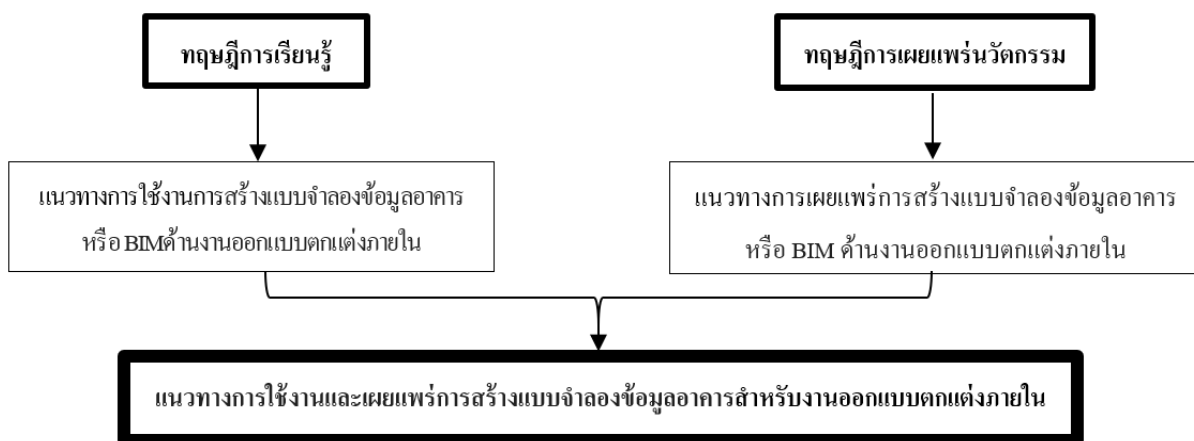 ทฤษฎีการเรียนรู้
ทฤษฎีการเผยแพร่นวัตกรรม
แนวทางการใช้งานการสร้างแบบจำลองข้อมูลอาคาร
หรือ BIMด้านงานออกแบบตกแต่งภายใน
แนวทางการเผยแพร่การสร้างแบบจำลองข้อมูลอาคาร
หรือ BIM ด้านงานออกแบบตกแต่งภายใน
แนวทางการใช้งานและเผยแพร่การสร้างแบบจำลองข้อมูลอาคารสำหรับงานออกแบบตกแต่งภายใน